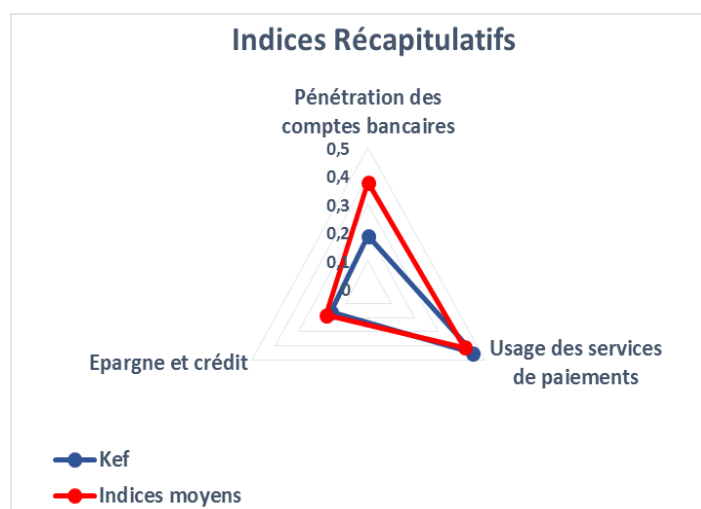 Indices Récapitulatifs
Pénétration des
comptes bancaires
0,5
0,4
0,3
0,2
0,1
0
Epargne et crédit
Usage des services
de paiements
Kef
Indices moyens